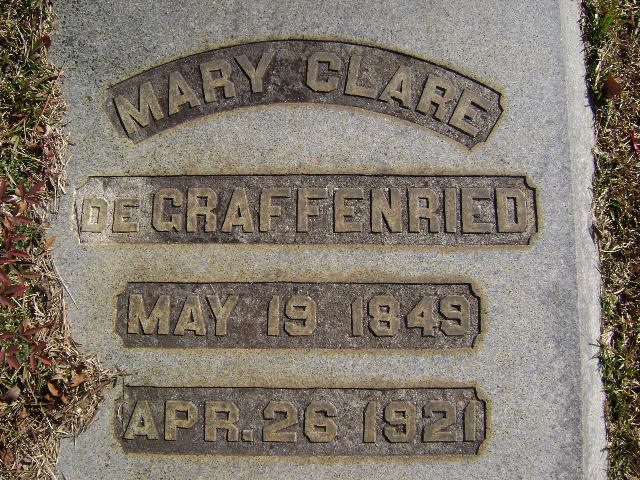 MARY CLARE
DE GRAFFENRIED
MAY 19 1849
APR. 26 1921